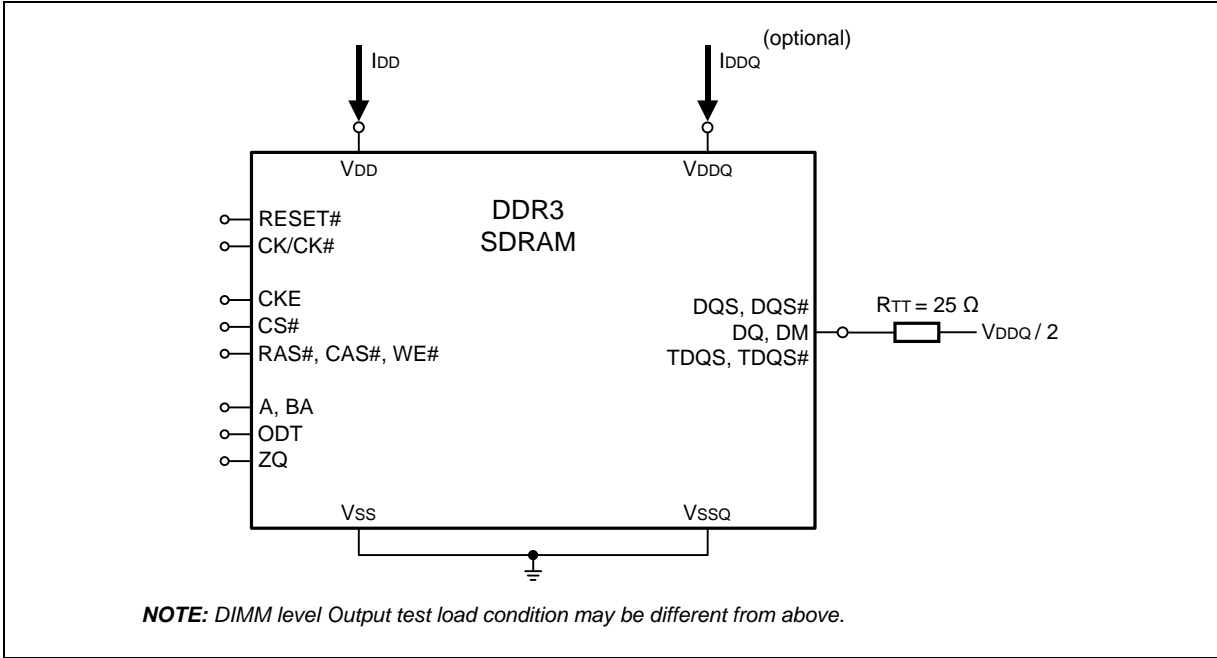 (optional)
IDD
IDDQ
VDD
VDDQ
DDR3
SDRAM
RESET#
CK/CK#
CKE
CS#
RAS#, CAS#, WE#
A, BA
ODT
ZQ
DQS, DQS#
DQ, DM
TDQS, TDQS#
RTT = 25 Ω
VDDQ / 2
VSS
VSSQ
NOTE: DIMM level Output test load condition may be different from above.